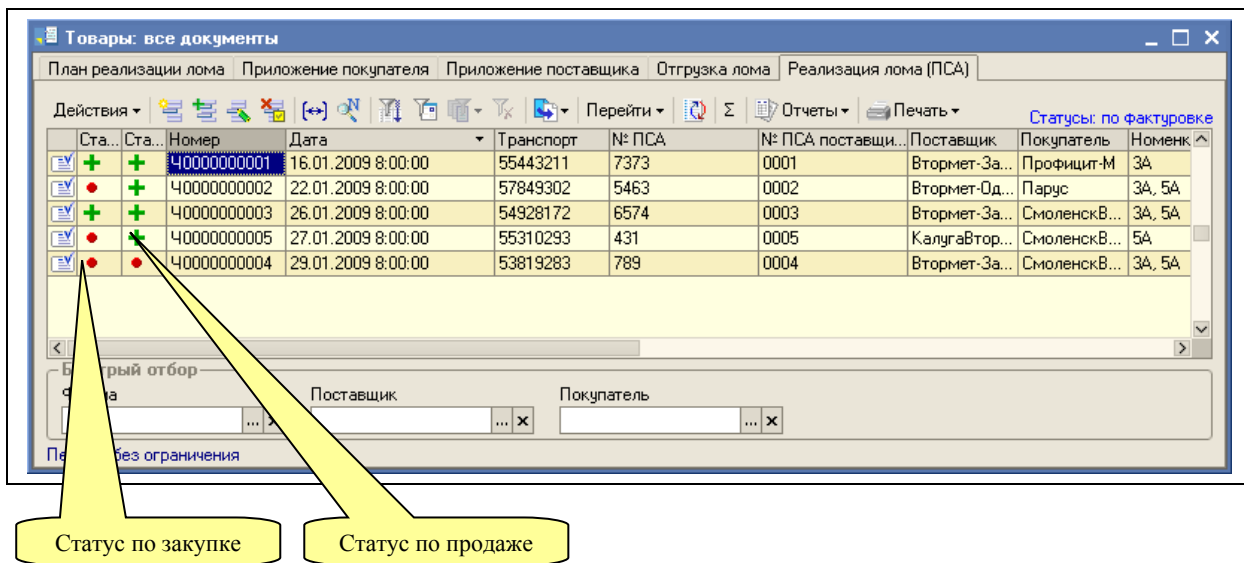 Товары: все документы
План реализации лома Приложение покупателя Приложение поставщика Отгрузка лома Реализация лома (ПСА)
Действия Перейти Σ Отчеты Печать Статусы: по фактуровке
Ста... Ста... Номер Дата Транспорт № ПСА № ПСА поставщи... Поставщик Покупатель Номенк
Ч0000000001 16.01.2009 8:00:00 55443211 7373 0001 Втормет-За... Профицит-М 3А
Ч0000000002 22.01.2009 8:00:00 57849302 5463 0002 Втормет-Од... Парус 3А, 5А
Ч0000000003 26.01.2009 8:00:00 54928172 6574 0003 Втормет-За... СмоленскВ... 3А, 5А
Ч0000000005 27.01.2009 8:00:00 55310293 431 0005 КалугаВтор... СмоленскВ... 5А
Ч0000000004 29.01.2009 8:00:00 53819283 789 0004 Втормет-За... СмоленскВ... 3А, 5А
отбор
Поставщик Покупатель
... x ... x ... x
без ограничения
Статус по закупке Статус по продаже